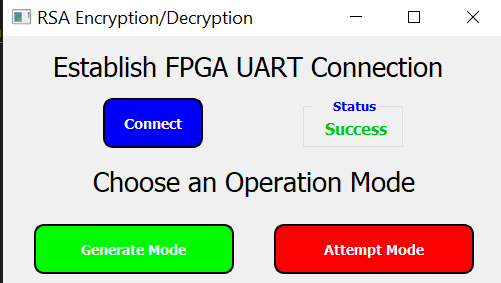 RSA Encryption/Decryption
Establish FPGA UART Connection
Status
Connect
Success
Choose an Operation Mode
Generate Mode
Attempt Mode